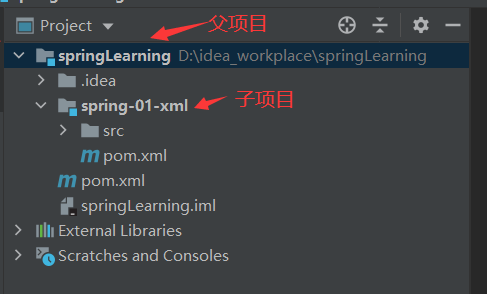 Project
父项目
springLearning D:\idea_workplace\springLearning
.idea
spring-01-xml
子项目
src
pom.xml
pom.xml
springLearning.iml
External Libraries
Scratches and Consoles